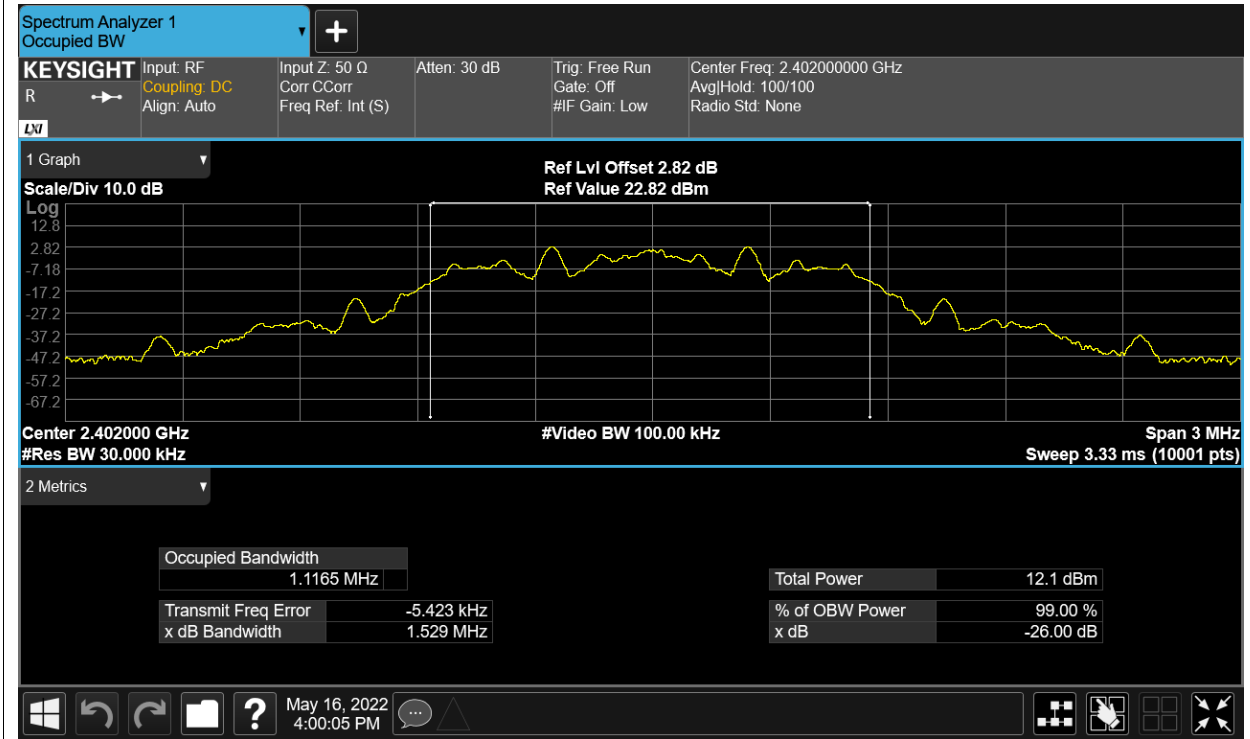 Spectrum Analyzer 1
Occupied BW
KEYSIGHT Input: RF Input Z: 50 Ω Atten: 30 dB Trig: Free Run Center Freq: 2.402000000 GHz
R Coupling: DC Corr CCorr Gate: Off Avg|Hold: 100/100
Align: Auto Freq Ref: Int (S) #IF Gain: Low Radio Std: None
LXI
1 Graph
Ref Lvl Offset 2.82 dB
Scale/Div 10.0 dB Ref Value 22.82 dBm
Log
12.8
2.82
-7.18
-17.2
-27.2
-37.2
-47.2
-57.2
-67.2
Center 2.402000 GHz #Video BW 100.00 kHz Span 3 MHz
#Res BW 30.000 kHz Sweep 3.33 ms (10001 pts)
2 Metrics
Occupied Bandwidth
1.1165 MHz Total Power 12.1 dBm
Transmit Freq Error -5.423 kHz % of OBW Power 99.00 %
x dB Bandwidth 1.529 MHz x dB -26.00 dB
? May 16, 2022
4:00:05 PM